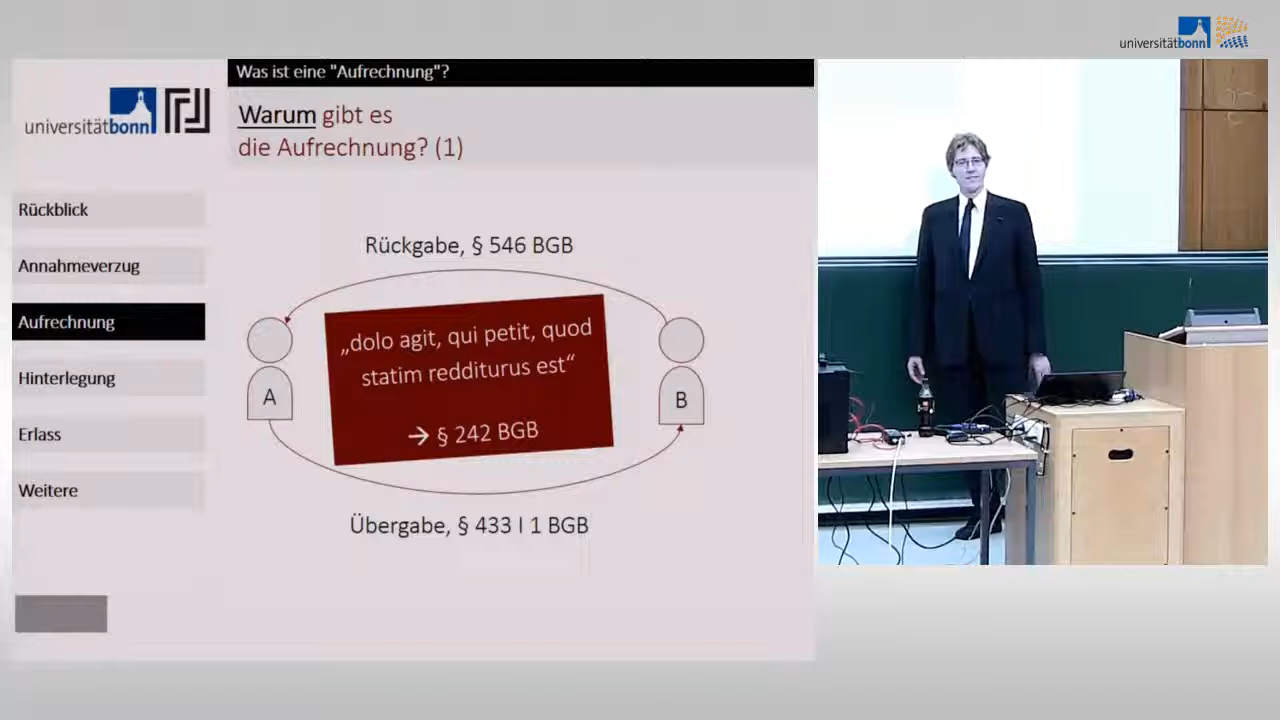 universitätbonn
Was ist eine "Aufrechnung"?
universitätbonn
Warum gibt es
die Aufrechnung? (1)
Rückblick
Annahmeverzug
Aufrechnung
Hinterlegung
Erlass
Weitere
Rückgabe, § 546 BGB
„dolo agit, qui petit, quod
statim redditurus est“
→ § 242 BGB
A
B
Übergabe, § 433 I 1 BGB